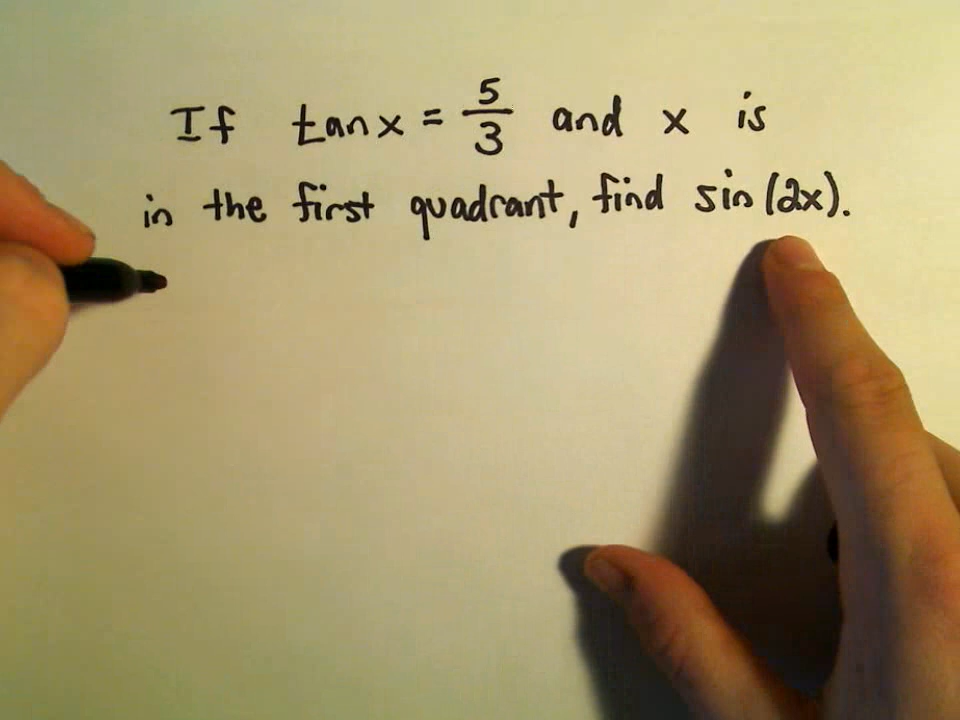 If tan x = 5/3 and x is
in the first quadrant, find sin(2x).